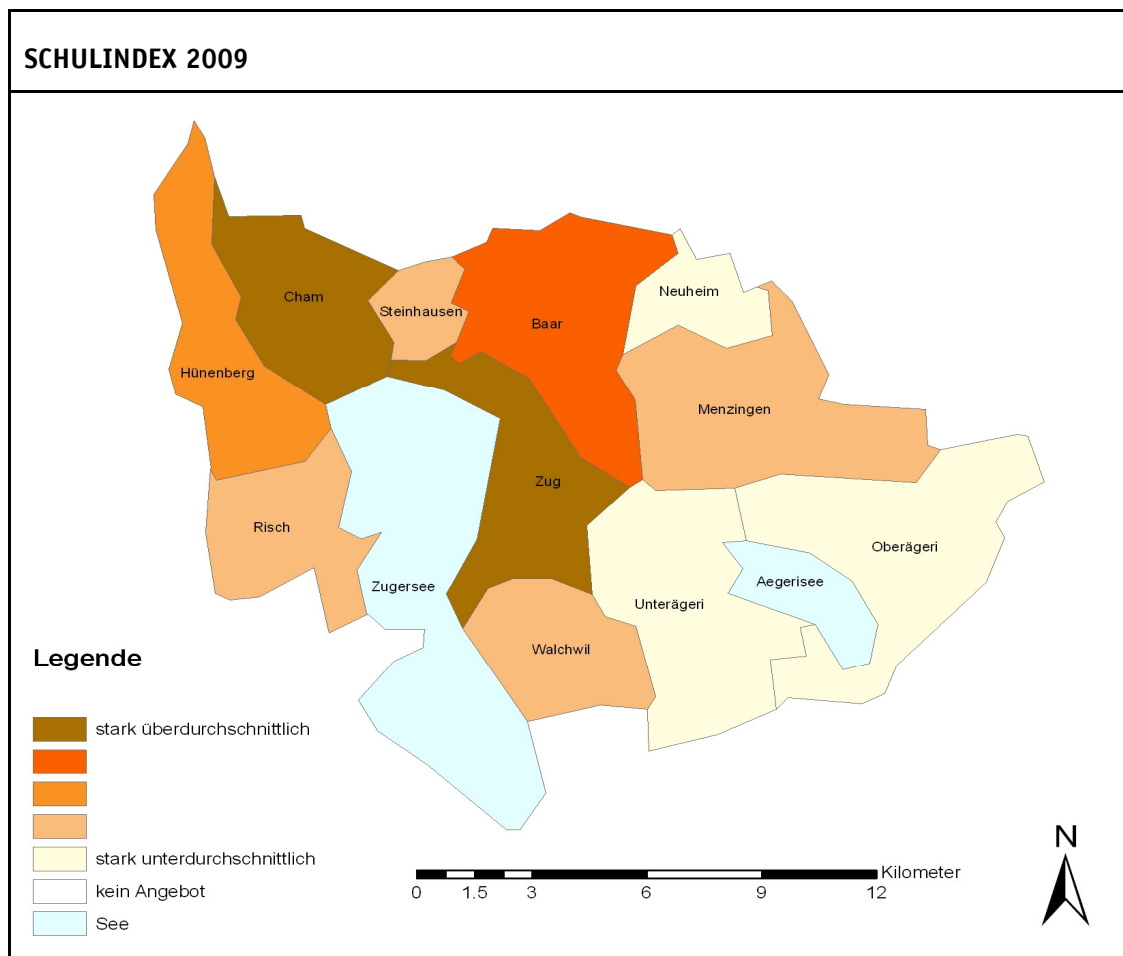 SCHULINDEX 2009
Cham
Steinhausen
Baar
Neuheim
Hünenberg
Menzingen
Zug
Risch
Oberägeri
Zugersee
Aegerisee
Unterägeri
Walchwil
Legende
stark überdurchschnittlich
stark unterdurchschnittlich
kein Angebot
See
Kilometer
0 1.5 3 6 9 12
N